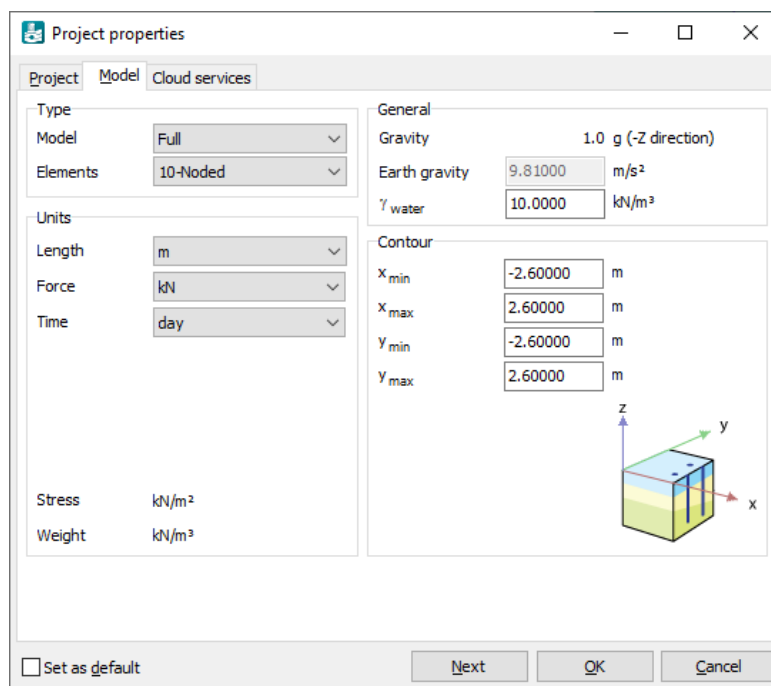 Project properties
Project Model Cloud services
Type
Model Full
Elements 10-Noded
Units
Length m
Force kN
Time day
Stress kN/m²
Weight kN/m³
General
Gravity 1.0 g (-Z direction)
Earth gravity 9.81000 m/s²
γ water 10.0000 kN/m³
Contour
x min -2.60000 m
x max 2.60000 m
y min -2.60000 m
y max 2.60000 m
z
y
x
Set as default Next OK Cancel